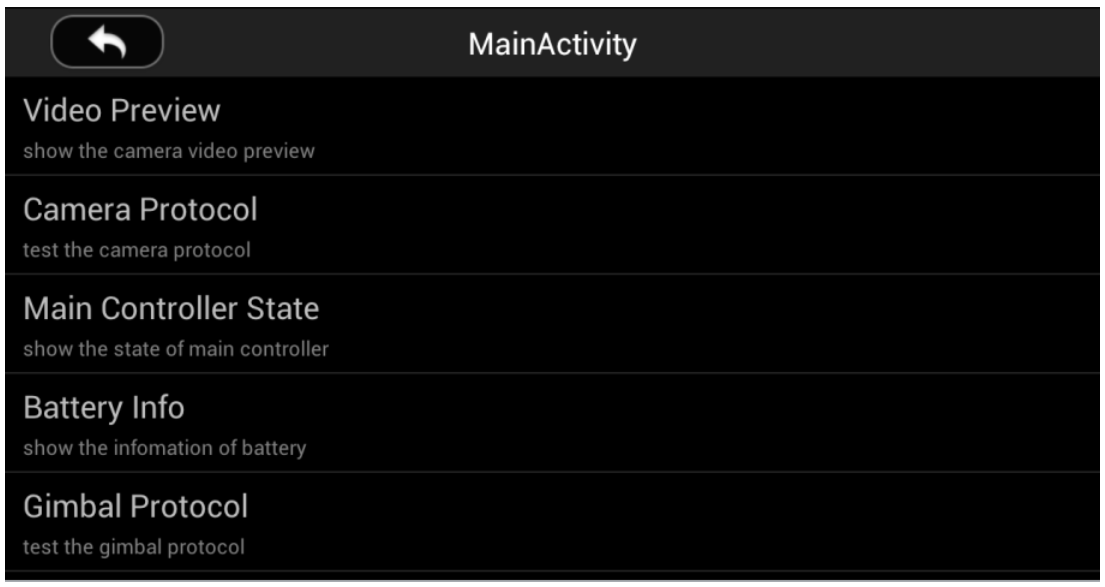 MainActivity
Video Preview
show the camera video preview
Camera Protocol
test the camera protocol
Main Controller State
show the state of main controller
Battery Info
show the infomation of battery
Gimbal Protocol
test the gimbal protocol